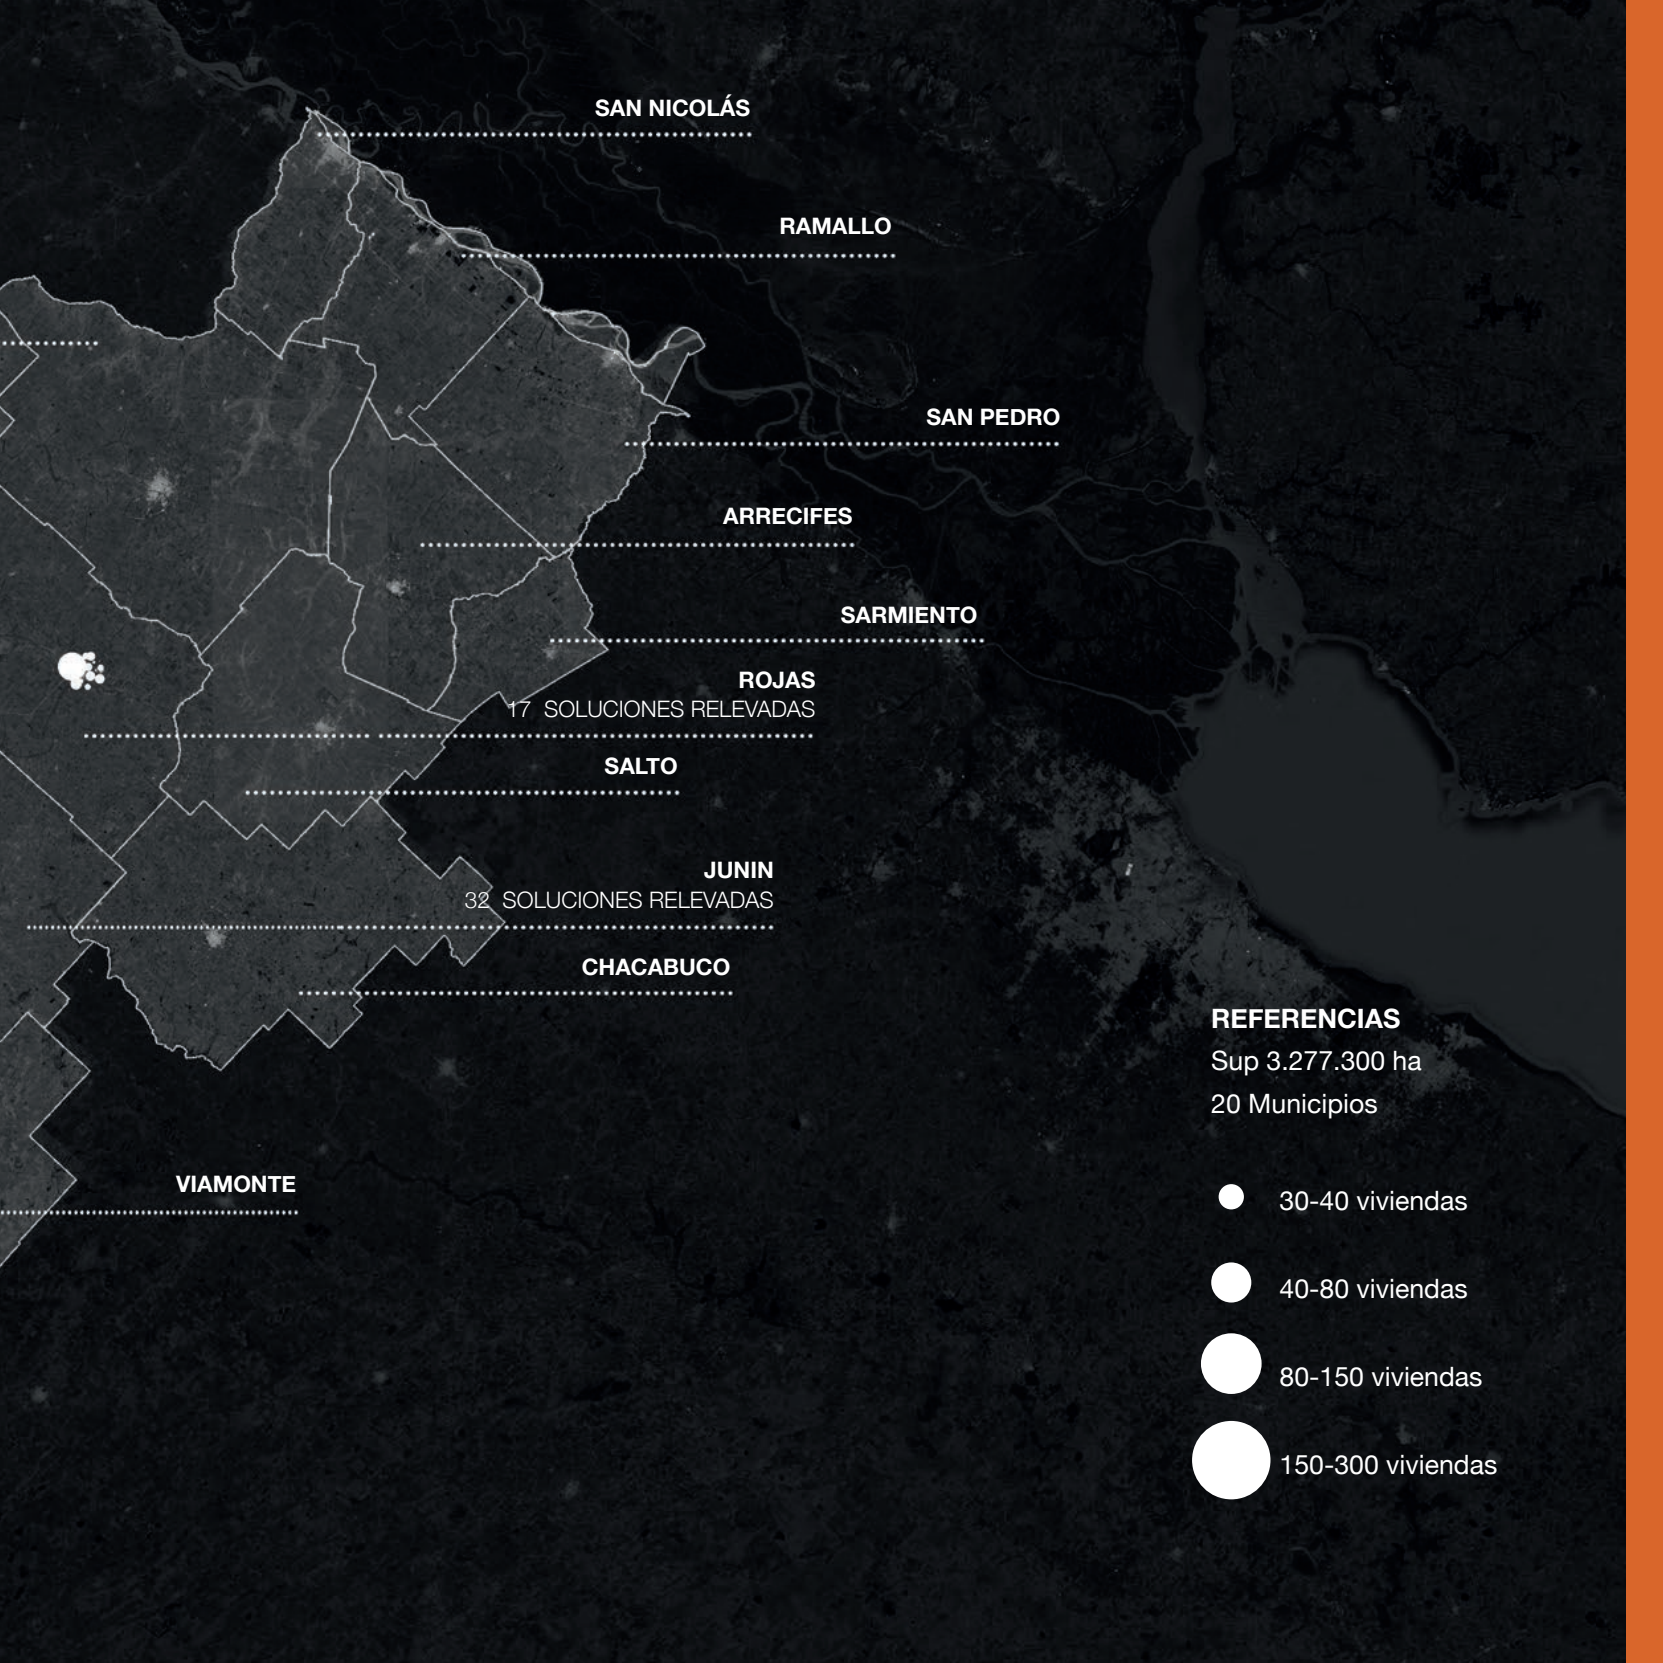 SAN NICOLÁS
RAMALLO
SAN PEDRO
ARRECIFES
SARMIENTO
ROJAS
17 SOLUCIONES RELEVADAS
SALTO
JUNIN
32 SOLUCIONES RELEVADAS
CHACABUCO
VIAMONTE
REFERENCIAS
Sup 3.277.300 ha
20 Municipios
30-40 viviendas
40-80 viviendas
80-150 viviendas
150-300 viviendas